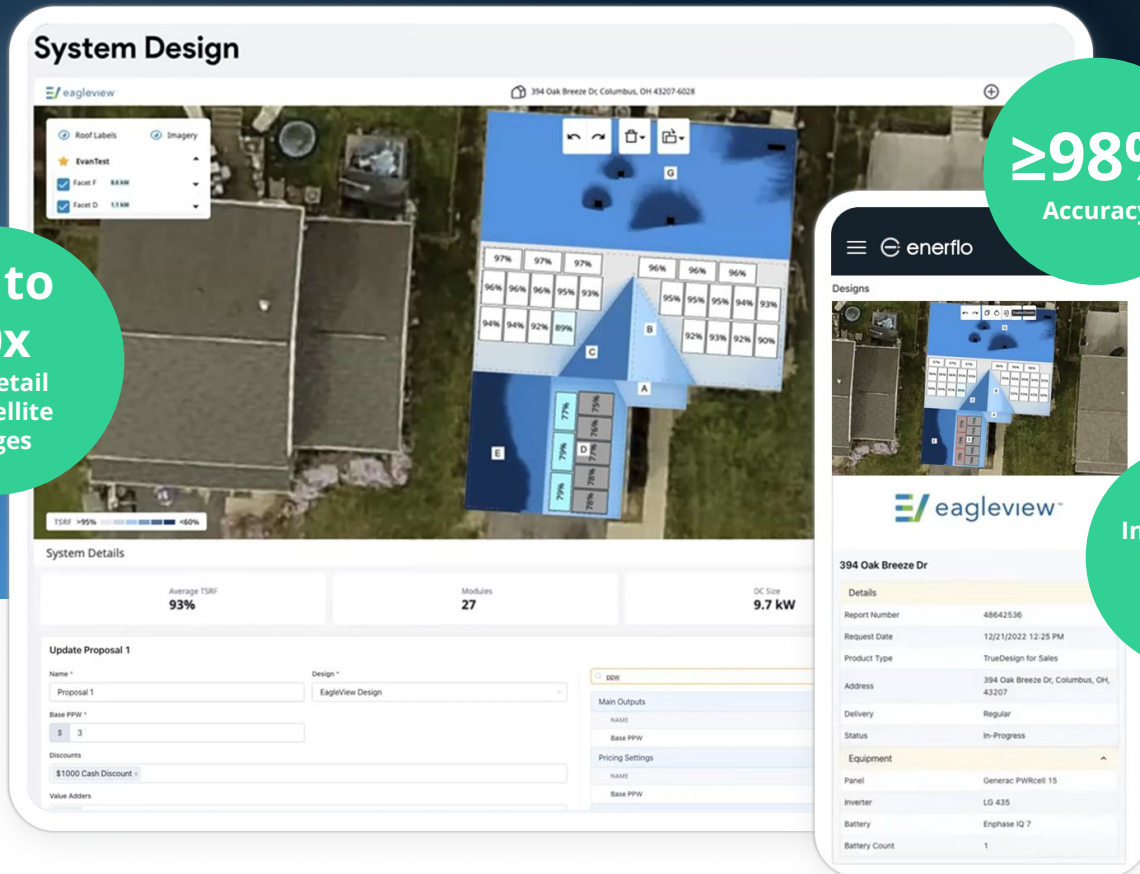 System Design
eagleview
394 Oak Breeze Dr, Columbus, OH 43207-6028
Roof Labels Imagery
EvanTest
Facet F 8.6 kW
Facet D 1.1 kW
G
97% 97% 97%
96% 96% 96%
96% 96% 96% 95% 93%
95% 95% 95% 94% 93%
94% 94% 92% 89%
92% 93% 92% 90%
B
C
A
77% 75%
76%
79% D 77%
E
78%
79% 78%
TSRF >95% <60%
System Details
Average TSRF
93%
Modules
27
DC Size
9.7 kW
Update Proposal 1
Name *
Proposal 1
Design *
EagleView Design
Base PPW *
$ 3
Discounts
$1000 Cash Discount
Value Adders
ppw
Main Outputs
NAME
Base PPW
Pricing Settings
NAME
Base PPW
to
x
etail
ellite
ges
≥98%
Accuracy
In
enerflo
Designs
eagleview
394 Oak Breeze Dr
Details
Report Number 48642536
Request Date 12/21/2022 12:25 PM
Product Type TrueDesign for Sales
Address 394 Oak Breeze Dr, Columbus, OH,
43207
Delivery Regular
Status In-Progress
Equipment
Panel Generac PWRcell 15
Inverter LG 435
Battery Enphase IQ 7
Battery Count 1